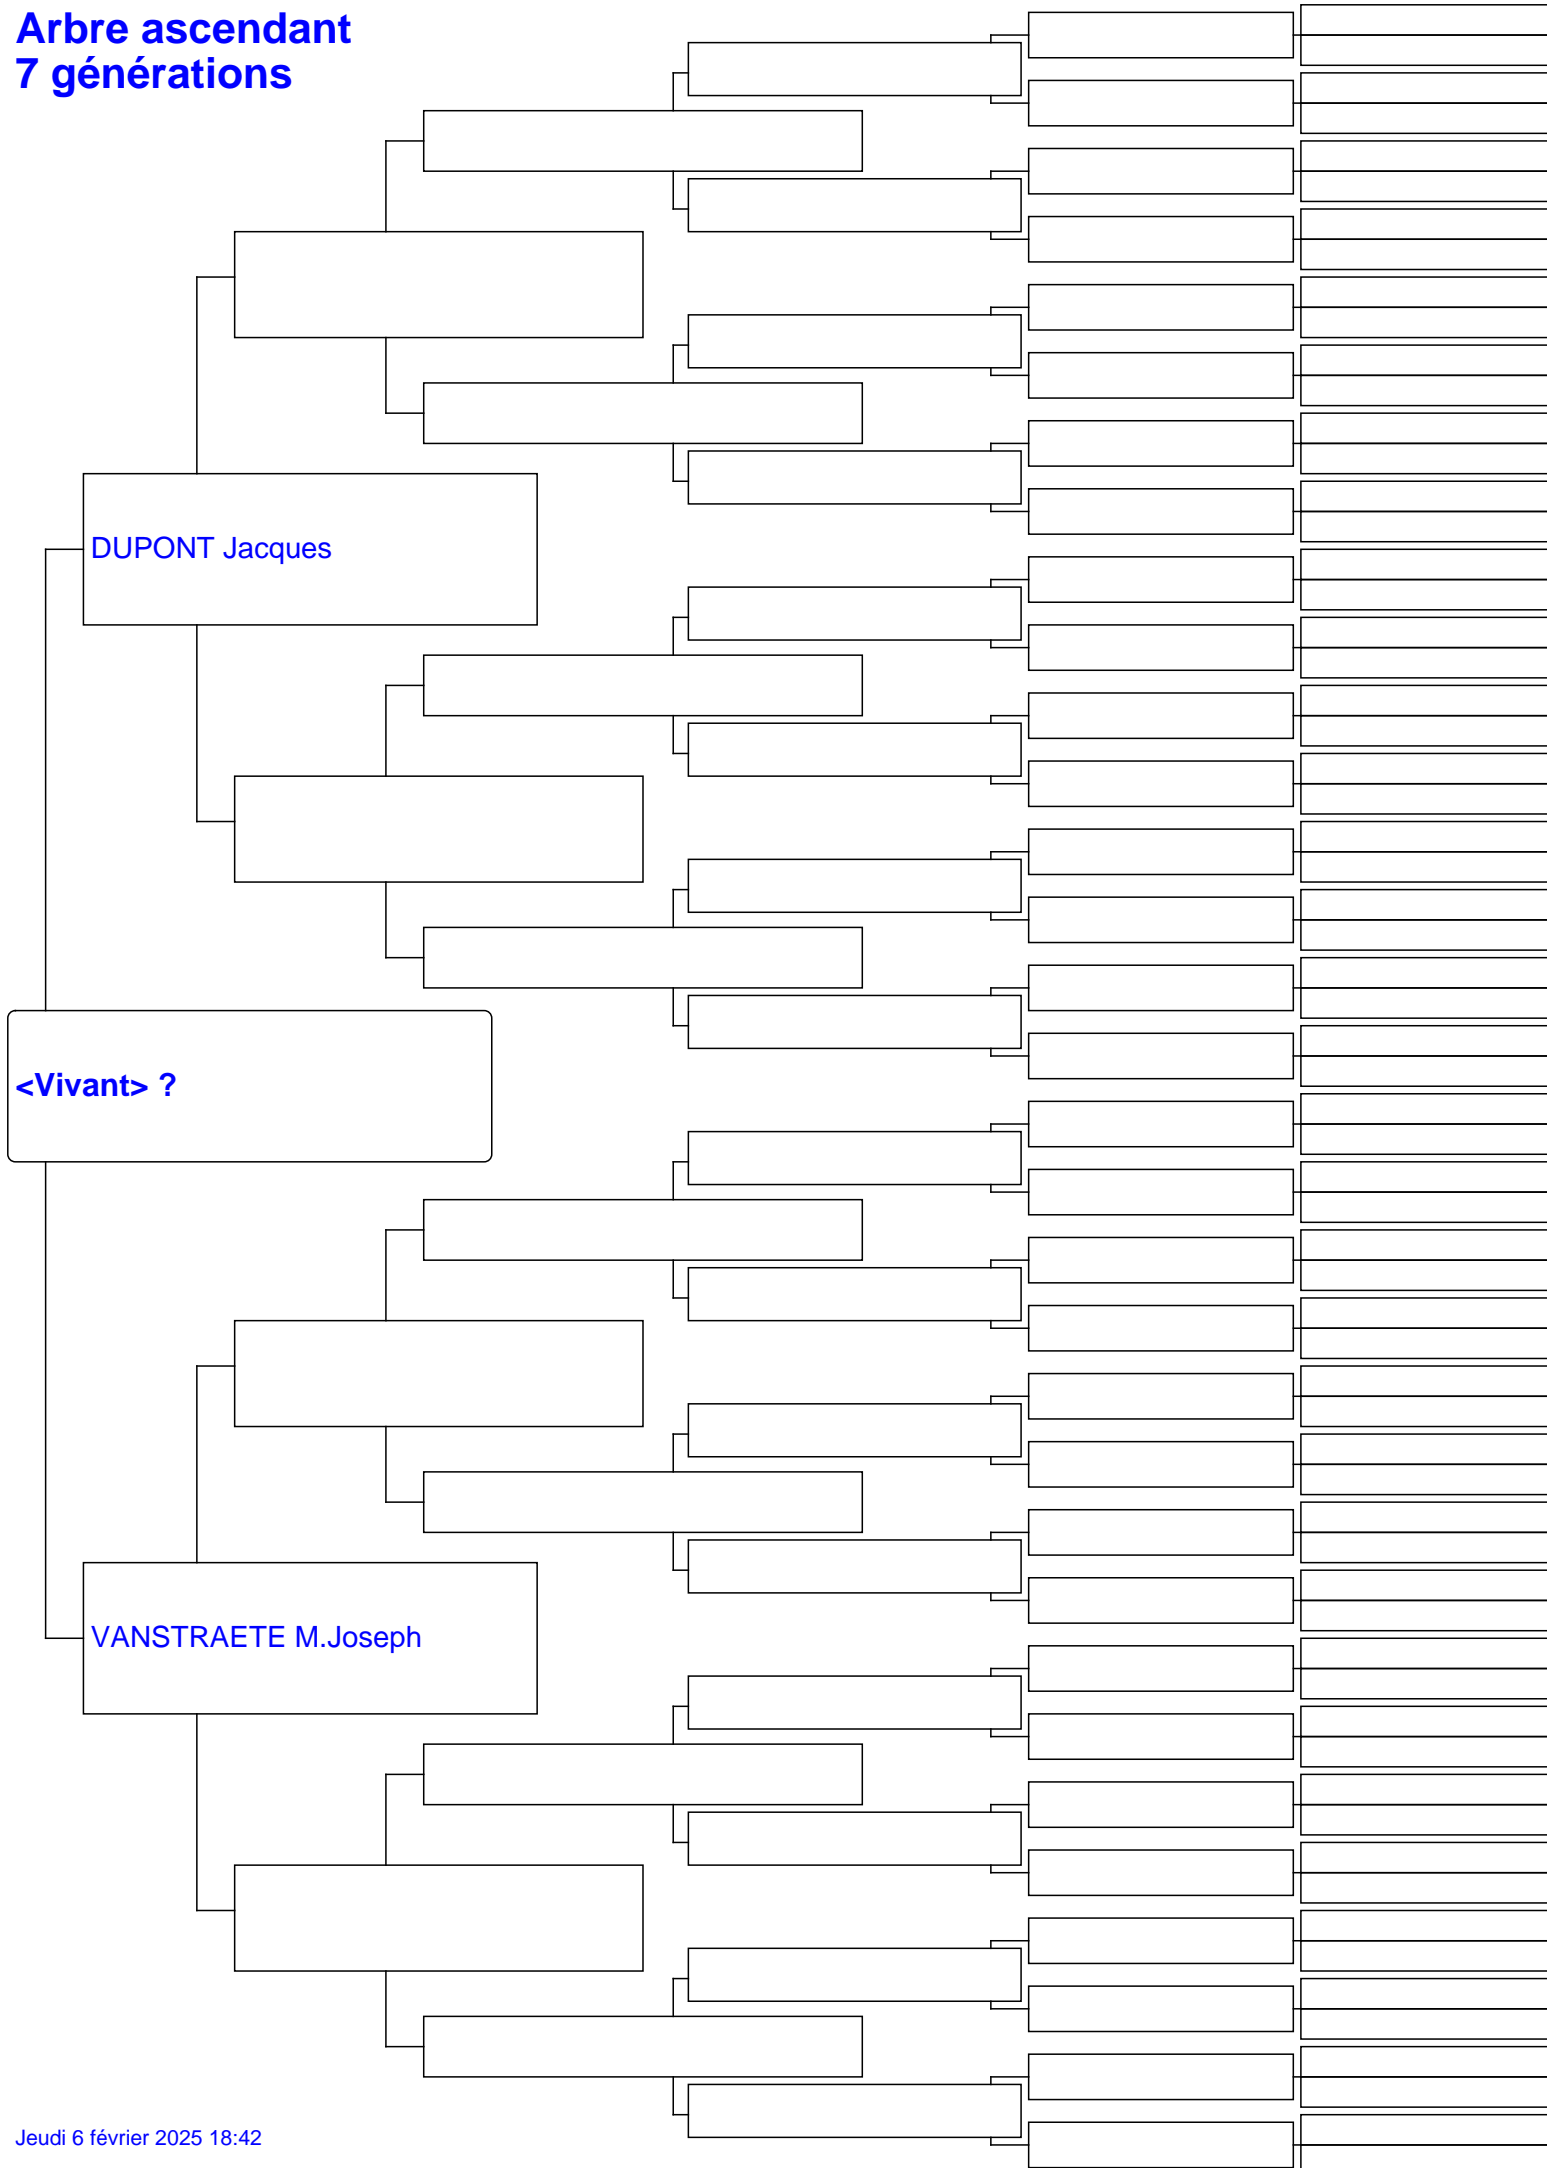 Arbre ascendant
7 générations
DUPONT Jacques
<Vivant> ?
VANSTRAETE M.Joseph
Jeudi 6 février 2025 18:42